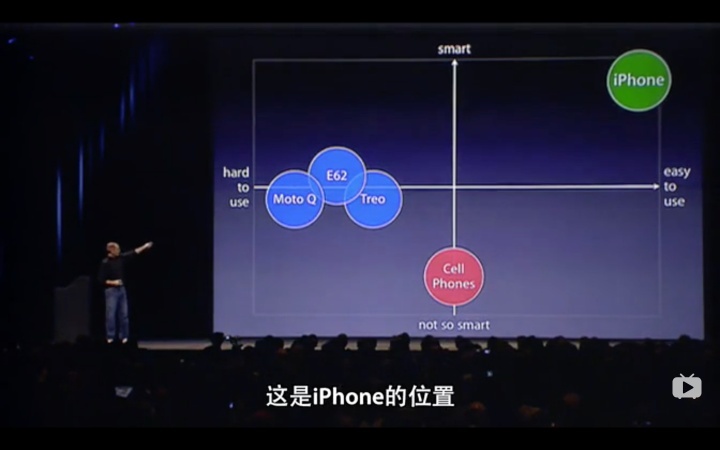 smart
iPhone
hard
to
use
easy
to
use
E62
Moto Q
Treo
Cell
Phones
not so smart
这是iPhone的位置